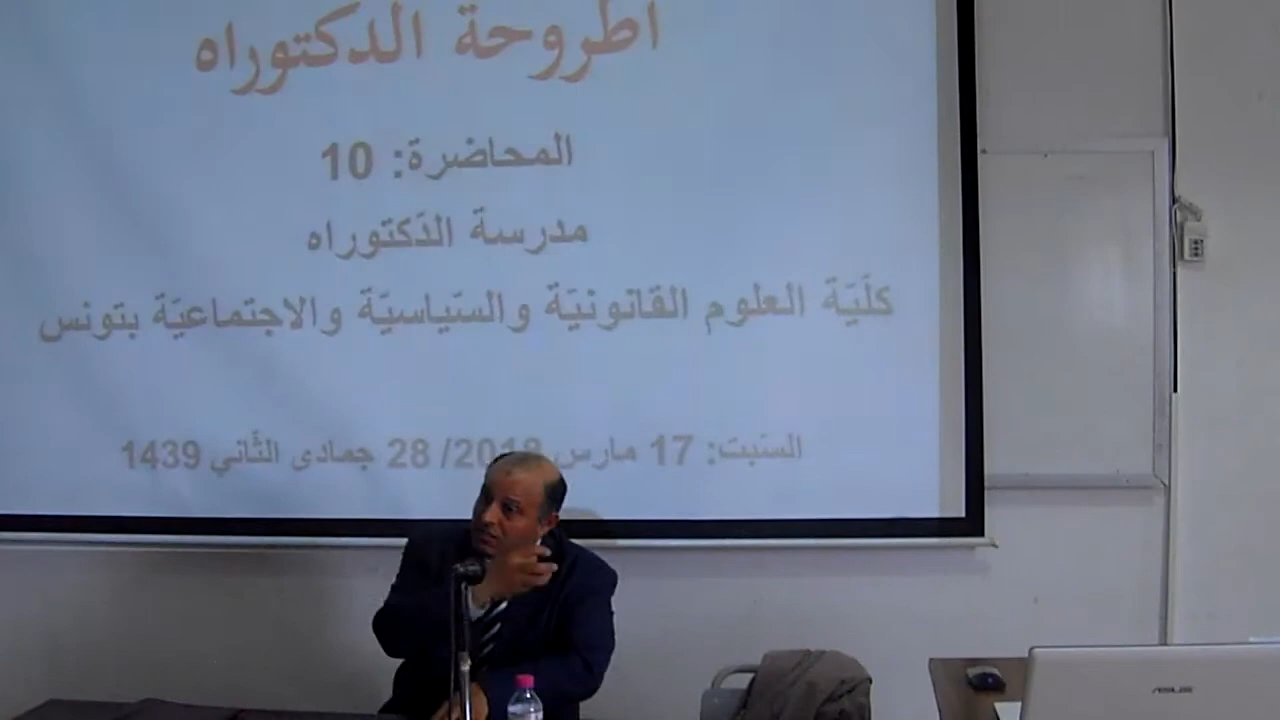 أطروحة الدكتوراه
المحاضرة: 10
مدرسة الدّكتوراه
كلّيّة العلوم القانونيّة والسّياسيّة والاجتماعيّة بتونس
السّبت: 17 مارس 2018/ 28 جمادى الثّاني 1439
ASUS